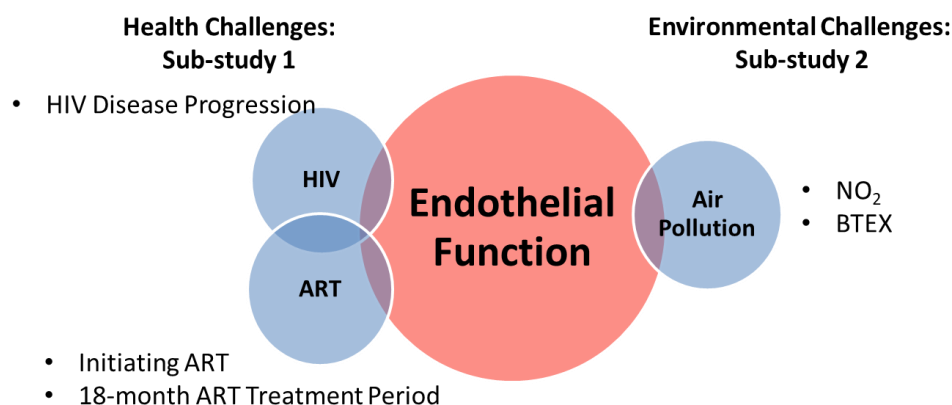 Health Challenges:
Sub-study 1
Environmental Challenges:
Sub-study 2
• HIV Disease Progression
HIV
ART
Endothelial
Function
Air
Pollution
• NO₂
• BTEX
• Initiating ART
• 18-month ART Treatment Period